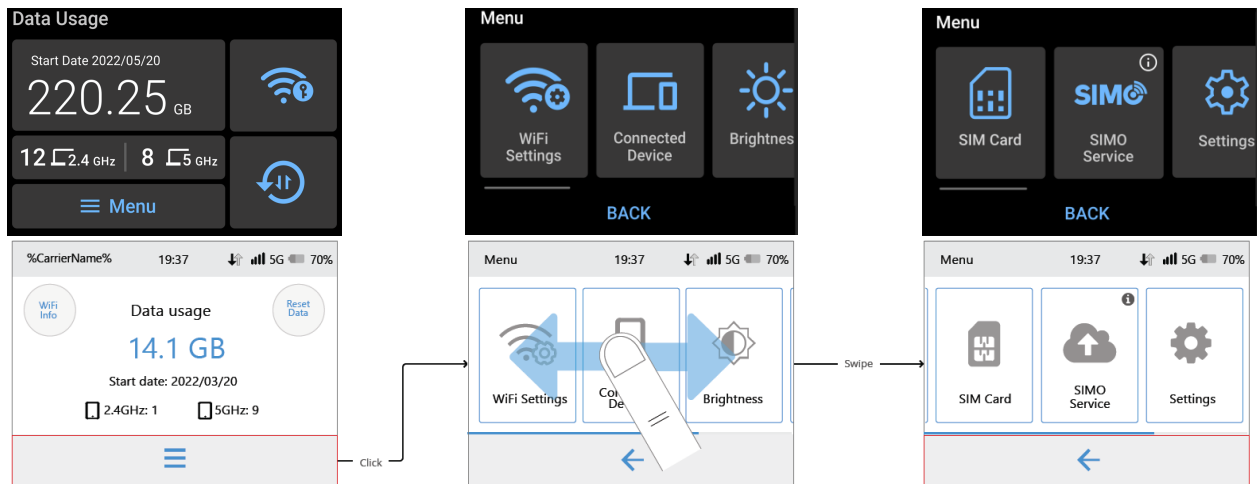 Data Usage
Start Date 2022/05/20
220.25 GB
12 2.4 GHz
8 5 GHz
Menu
Menu
WiFi
Settings
Connected
Device
Brightnes
BACK
Menu
SIM Card
SIMO
SIMO
Service
Settings
BACK
%CarrierName% 19:37 5G 70%
WiFi
Info
Data usage
Reset
Data
14.1 GB
Start date: 2022/03/20
2.4GHz: 1 5GHz: 9
Click
Menu 19:37 5G 70%
WiFi Settings
Co
De
Brightness
Swipe
Menu 19:37 5G 70%
SIM Card
SIMO
Service
Settings